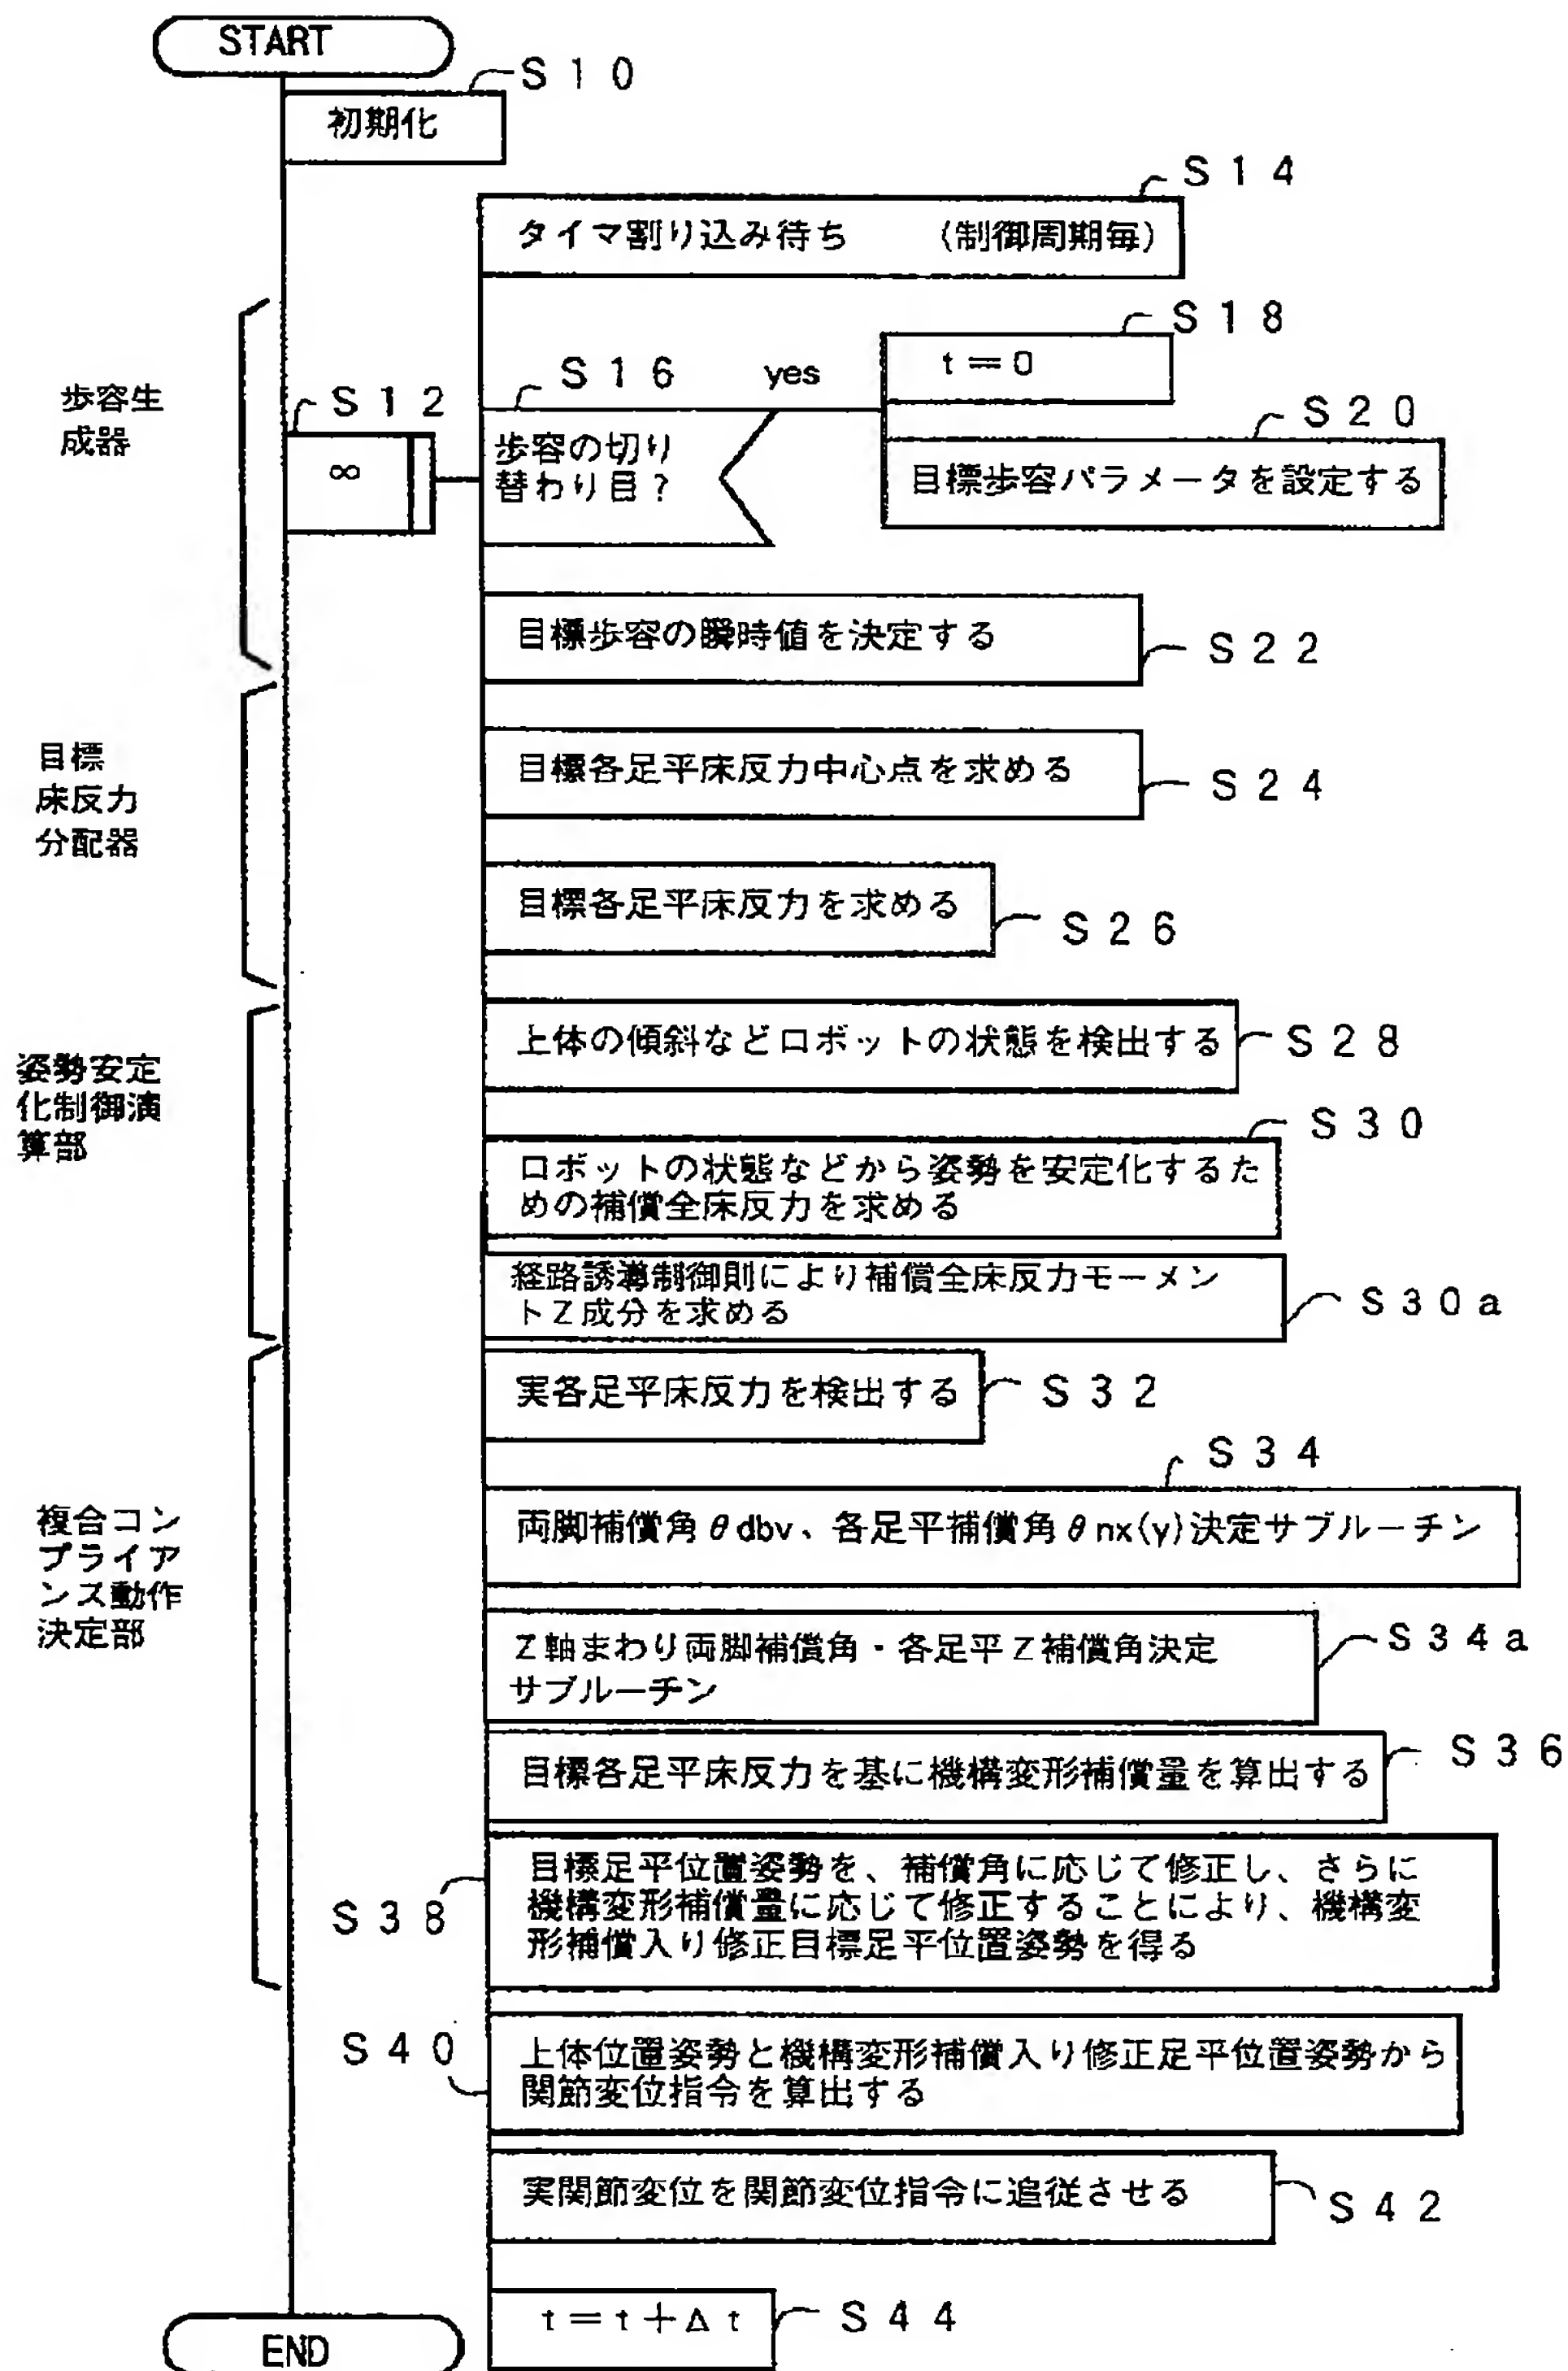 START
S10
初期化
S14
タイマ割り込み待ち (制御周期毎)
S18
t=0
S16
yes
S12
∞
歩容の切り
替わり目?
S20
目標歩容パラメータを設定する
歩容生
成器
目標歩容の瞬時値を決定する
S22
目標
床反力
分配器
目標各足平床反力中心点を求める
S24
目標各足平床反力を求める
S26
姿勢安定
化制御演
算部
上体の傾斜などロボットの状態を検出する
S28
S30
ロボットの状態などから姿勢を安定化するた
めの補償全床反力を求める
経路誘導制御則により補償全床反力モーメン
トZ成分を求める
S30a
実各足平床反力を検出する
S32
S34
両脚補償角θdbv、各足平補償角θnx(y)決定サブルーチン
複合コン
プライア
ンス動作
決定部
Z軸まわり両脚補償角・各足平Z補償角決定
サブルーチン
S34a
目標各足平床反力を基に機構変形補償量を算出する
S36
S38
目標足平位置姿勢を、補償角に応じて修正し、さらに
機構変形補償量に応じて修正することにより、機構変
形補償入り修正目標足平位置姿勢を得る
S40
上体位置姿勢と機構変形補償入り修正足平位置姿勢から
関節変位指令を算出する
実関節変位を関節変位指令に追従させる
S42
t=t+Δt
S44
END